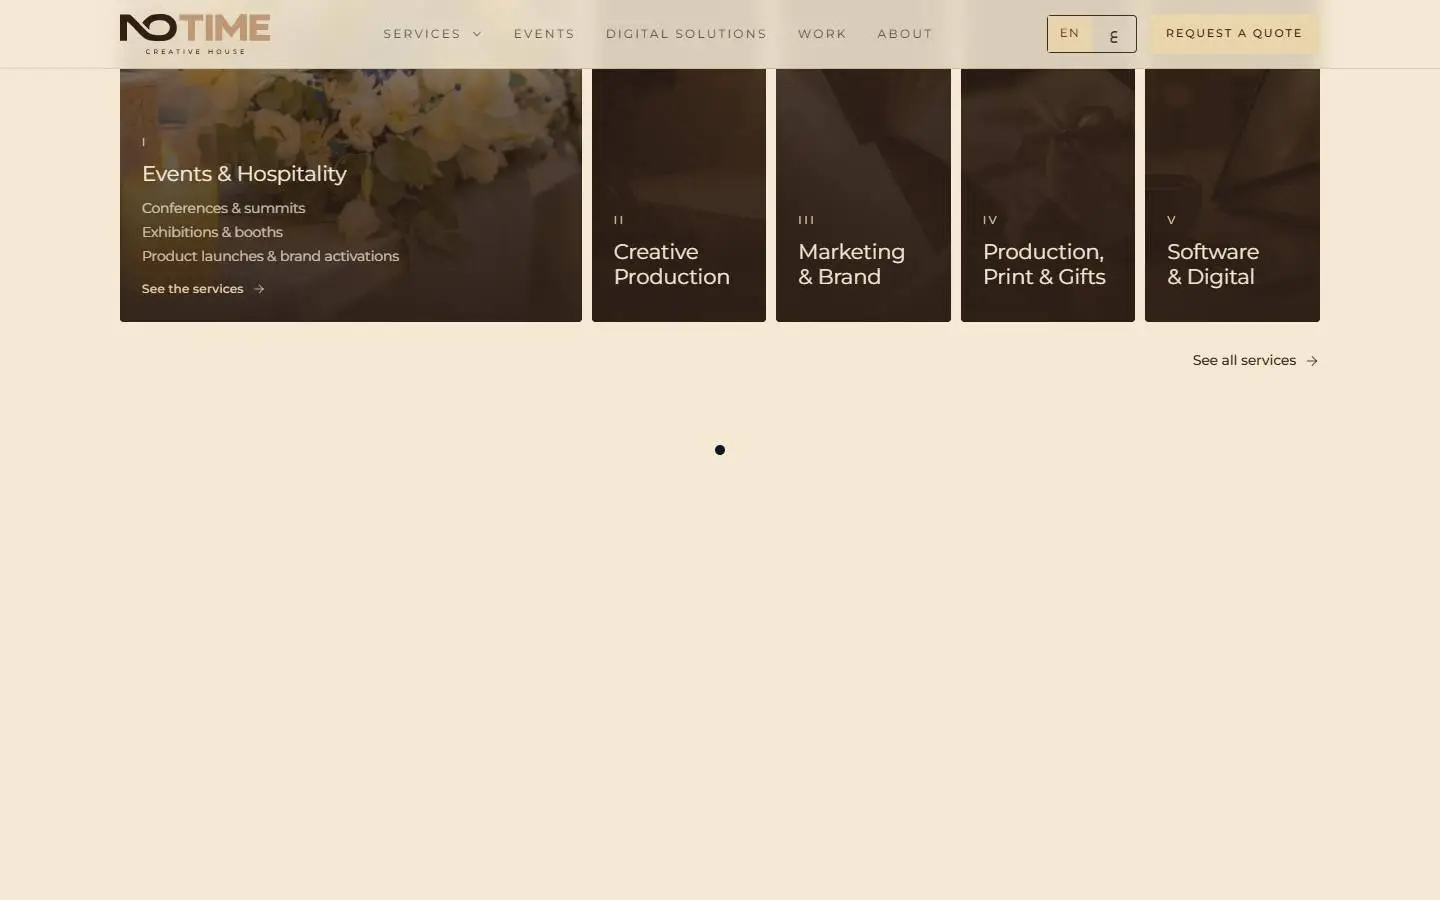 NOTIME
CREATIVE HOUSE
SERVICES
EVENTS
DIGITAL SOLUTIONS
WORK
ABOUT
EN
ع
REQUEST A QUOTE
I
Events & Hospitality
Conferences & summits
Exhibitions & booths
Product launches & brand activations
See the services →
II
Creative
Production
III
Marketing
& Brand
IV
Production,
Print & Gifts
V
Software
& Digital
See all services →